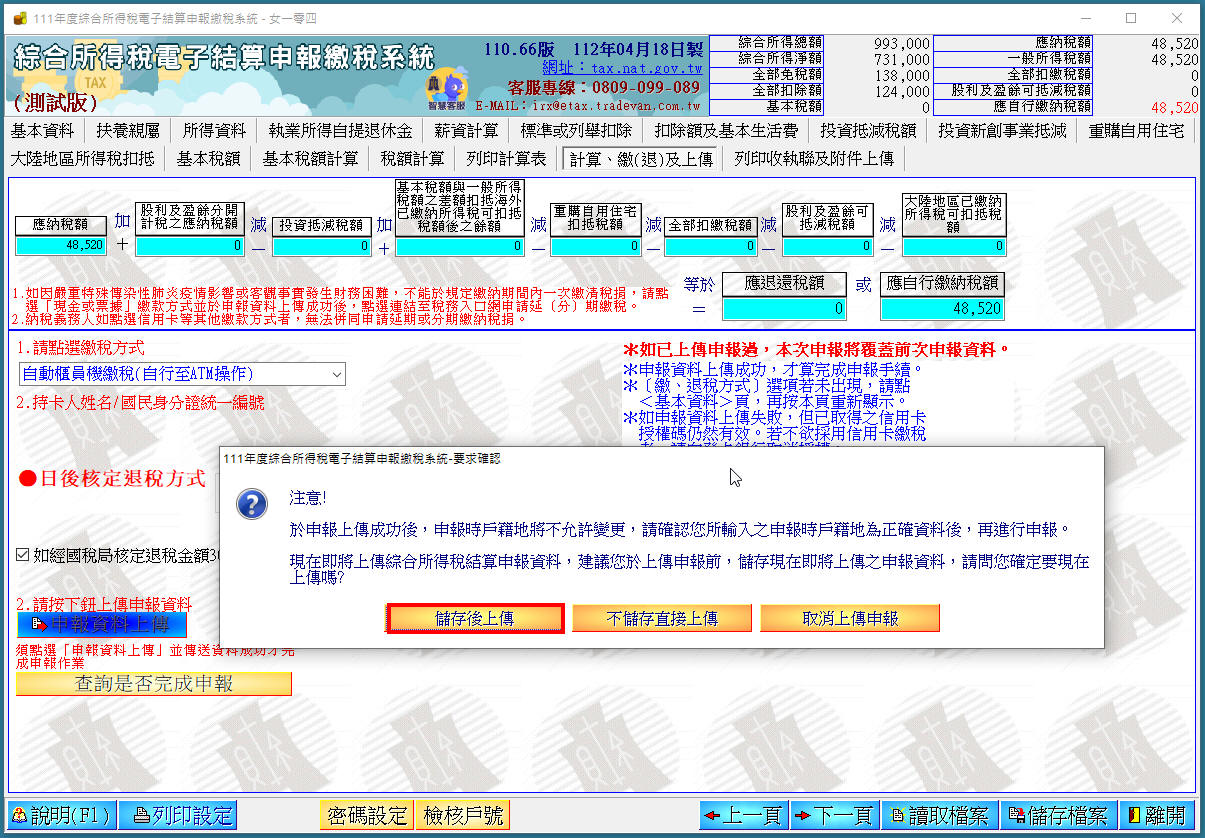 111年度綜合所得稅電子結算申報繳稅系統 - 女一零四
綜合所得稅電子結算申報繳稅系統
TAX
(測試版)
智慧客服
110.66版 112年04月18日製
網址：tax.nat.gov.tw
客服專線：0809-099-089
E-MAIL：irx@etax.tradevan.com.tw
綜合所得總額 993,000 應納稅額 48,520
綜合所得淨額 731,000 一般所得稅額 48,520
全部免稅額 138,000 全部扣繳稅額 0
全部扣除額 124,000 股利及盈餘可抵減稅額 0
基本稅額 0 應自行繳納稅額 48,520
基本資料 扶養親屬 所得資料 執業所得自提退休金 薪資計算 標準或列舉扣除 扣除額及基本生活費 投資抵減稅額 投資新創事業抵減 重購自用住宅
大陸地區所得稅扣抵 基本稅額 基本稅額計算 稅額計算 列印計算表 計算、繳(退)及上傳 列印收執聯及附件上傳
應納稅額
48,520
加
＋
股利及盈餘分開
計稅之應納稅額
0
減
－
投資抵減稅額
0
加
＋
基本稅額與一般所得
稅額之差額扣抵海外
已繳納所得稅可扣抵
稅額後之餘額
0
減
－
重購自用住宅
扣抵稅額
0
減
－
全部扣繳稅額
0
減
－
股利及盈餘可
抵減稅額
0
減
－
大陸地區已繳納
所得稅可扣抵稅
額
0
等於
＝
應退還稅額
0
或
應自行繳納稅額
48,520
1.如因嚴重特殊傳染性肺炎疫情影響或客觀事實發生財務困難，不能於規定繳納期間內一次繳清稅捐，請點
選「現金或票據」繳款方式並於申報資料上傳成功後，點選連結至稅務入口網申請延〔分〕期繳稅。
2.納稅義務人如點選信用卡等其他繳款方式者，無法併同申請延期或分期繳納稅捐。
1.請點選繳稅方式
自動櫃員機繳稅(自行至ATM操作)
2.持卡人姓名/國民身分證統一編號
＊如已上傳申報過，本次申報將覆蓋前次申報資料。
＊申報資料上傳成功，才算完成申報手續。
＊〔繳、退稅方式〕選項若未出現，請點
＜基本資料＞頁，再按本頁重新顯示。
＊如申報資料上傳失敗，但已取得之信用卡
授權碼仍然有效。若不欲採用信用卡繳稅
●日後核定退稅方式
如經國稅局核定退稅金額30
2.請按下鈕上傳申報資料
申報資料上傳
須點選「申報資料上傳」並傳送資料成功才完
成申報作業
查詢是否完成申報
111年度綜合所得稅電子結算申報繳稅系統-要求確認
注意!
於申報上傳成功後，申報時戶籍地將不允許變更，請確認您所輸入之申報時戶籍地為正確資料後，再進行申報。
現在即將上傳綜合所得稅結算申報資料，建議您於上傳申報前，儲存現在即將上傳之申報資料，請問您確定要現在
上傳嗎?
儲存後上傳 不儲存直接上傳 取消上傳申報
說明(F1) 列印設定 密碼設定 檢核戶號 上一頁 下一頁 讀取檔案 儲存檔案 離開